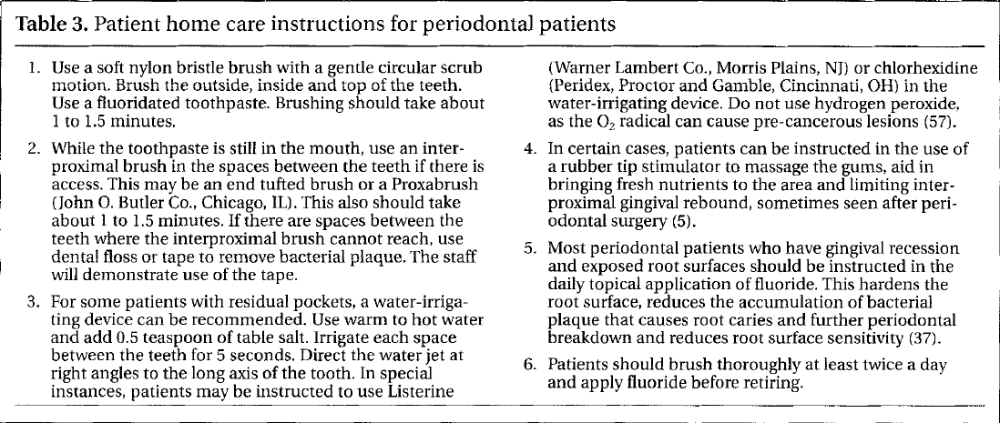 Table 3. Patient home care instructions for periodontal patients
1. Use a soft nylon bristle brush with a gentle circular scrub
motion. Brush the outside, inside and top of the teeth.
Use a fluoridated toothpaste. Brushing should take about
1 to 1.5 minutes.
2. While the toothpaste is still in the mouth, use an inter-
proximal brush in the spaces between the teeth if there is
access. This may be an end tufted brush or a Proxabrush
(John O. Butler Co., Chicago, IL). This also should take
about 1 to 1.5 minutes. If there are spaces between the
teeth where the interproximal brush cannot reach, use
dental floss or tape to remove bacterial plaque. The staff
will demonstrate use of the tape.
3. For some patients with residual pockets, a water-irriga-
ting device can be recommended. Use warm to hot water
and add 0.5 teaspoon of table salt. Irrigate each space
between the teeth for 5 seconds. Direct the water jet at
right angles to the long axis of the tooth. In special
instances, patients may be instructed to use Listerine
(Warner Lambert Co., Morris Plains, NJ) or chlorhexidine
(Peridex, Proctor and Gamble, Cincinnati, OH) in the
water-irrigating device. Do not use hydrogen peroxide,
as the O₂ radical can cause pre-cancerous lesions (57).
4. In certain cases, patients can be instructed in the use of
a rubber tip stimulator to massage the gums, aid in
bringing fresh nutrients to the area and limiting inter-
proximal gingival rebound, sometimes seen after peri-
odontal surgery (5).
5. Most periodontal patients who have gingival recession
and exposed root surfaces should be instructed in the
daily topical application of fluoride. This hardens the
root surface, reduces the accumulation of bacterial
plaque that causes root caries and further periodontal
breakdown and reduces root surface sensitivity (37).
6. Patients should brush thoroughly at least twice a day
and apply fluoride before retiring.